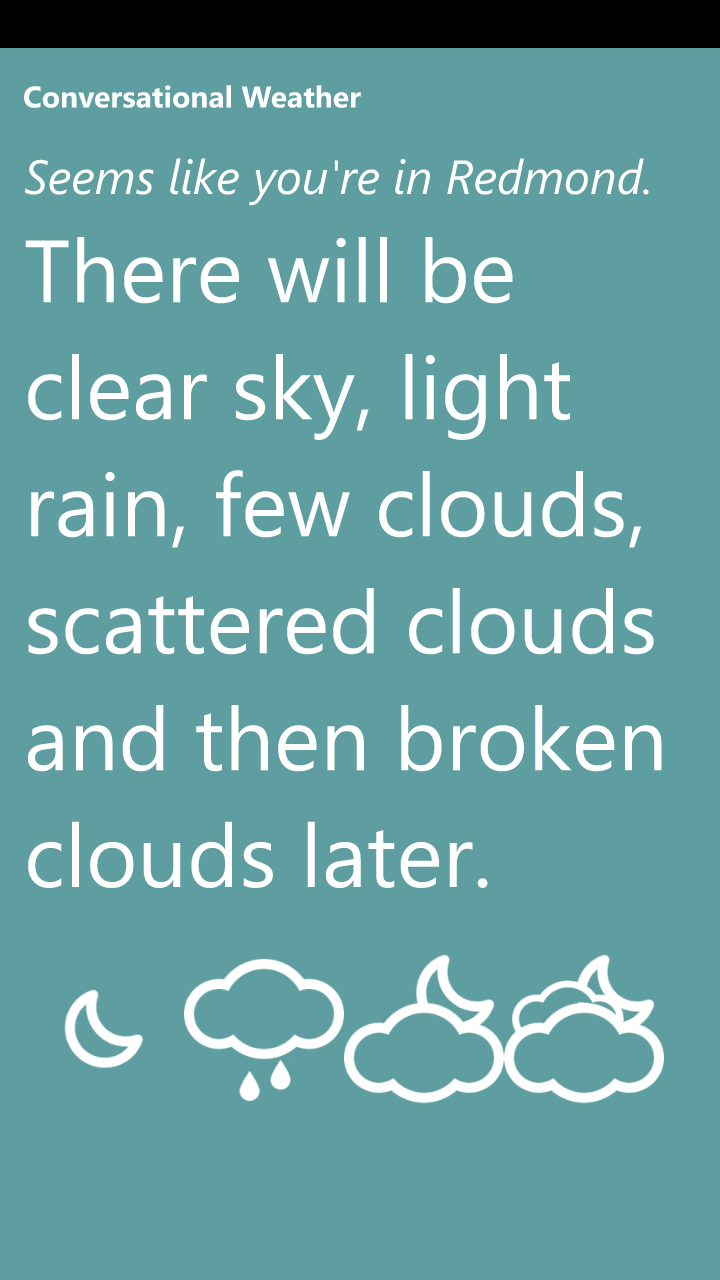 Conversational Weather
Seems like you're in Redmond.
There will be
clear sky, light
rain, few clouds,
scattered clouds
and then broken
clouds later.